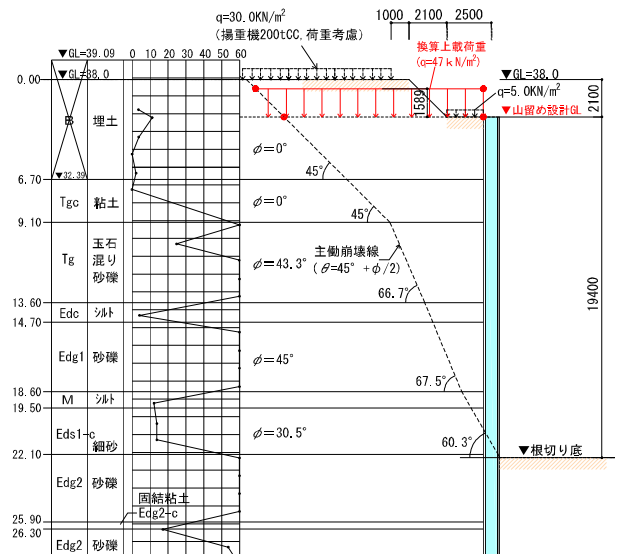 q=30.0KN/m²
(揚重機200tCC,荷重考慮)
1000 2100 2500
換算上載荷重
(q=47kN/m²)
▼GL=39.09
0 10 20 30 40 50 60
▼GL=38.0
0.00
▼GL=38.0
q=5.0KN/m²
▼山留め設計GL
1589
2100
B 埋土
φ=0°
45°
▼32.39
6.70
Tgc 粘土
φ=0°
45°
9.10
Tg
玉石
混り
砂礫
φ=43.3°
主働崩壊線
(θ=45°+φ/2)
66.7°
19400
13.60
Edc シルト
14.70
Edg1 砂礫
φ=45°
67.5°
18.60
M シルト
19.50
Eds1-c 細砂
φ=30.5°
60.3°
▼根切り底
22.10
Edg2 砂礫
固結粘土
Edg2-c
25.90
26.30
Edg2 砂礫